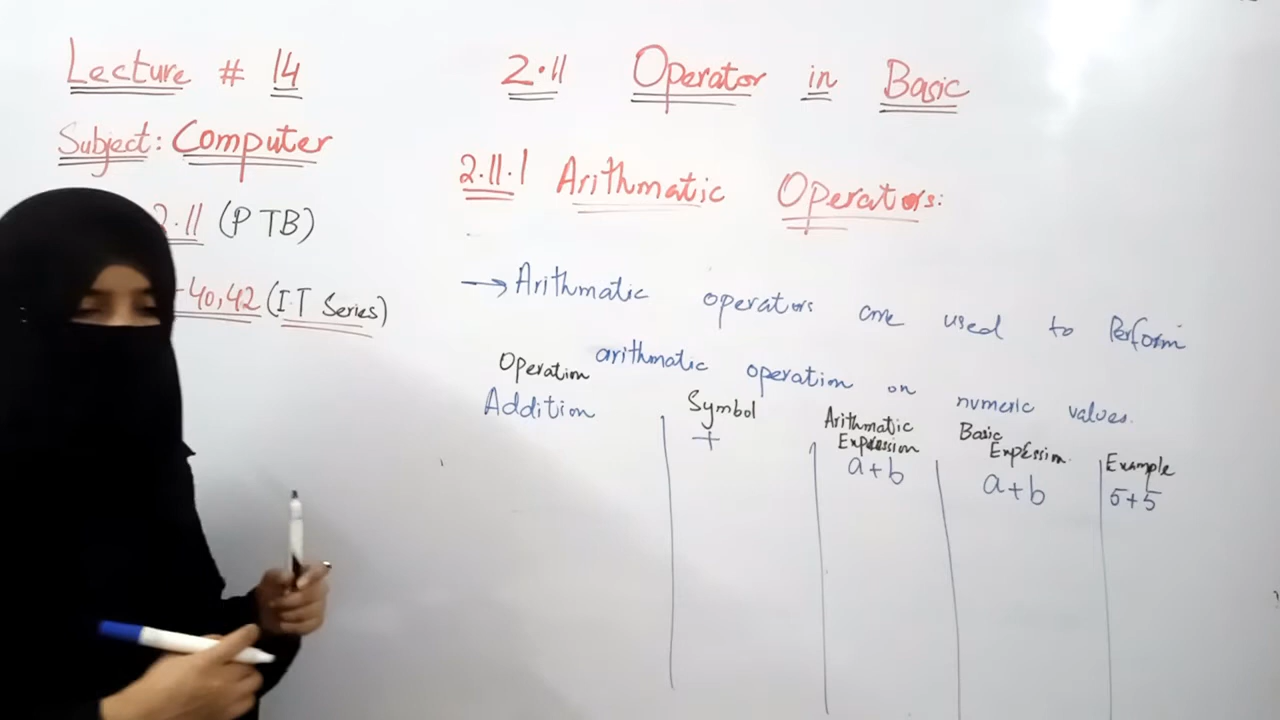 Lecture # 14
Subject: Computer
2.11 (PTB)
-40,42 (I.T Series)
2.11 Operator in Basic
2.11.1 Arithmatic Operators:
→ Arithmatic operators are used to Perform
arithmatic operation on numeric values.
Operation Symbol Arithmatic Expression Basic Expession Example
Addition + a+b a+b 5+5